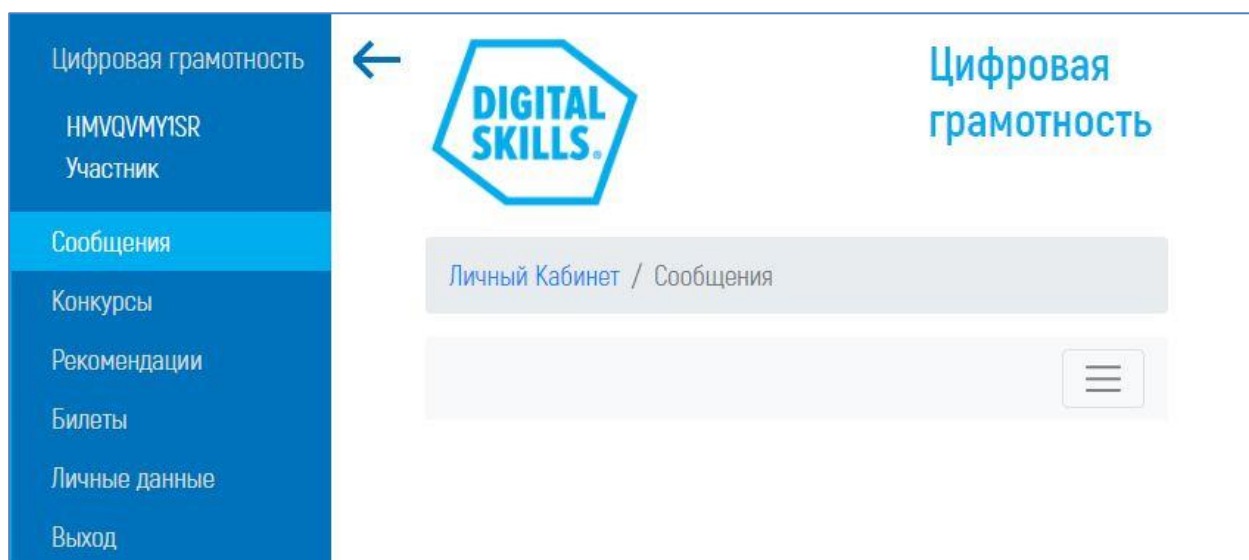 Цифровая грамотность
HMVQVMY1SR
Участник
Сообщения
Конкурсы
Рекомендации
Билеты
Личные данные
Выход
DIGITAL
SKILLS.
Цифровая
грамотность
Личный Кабинет / Сообщения